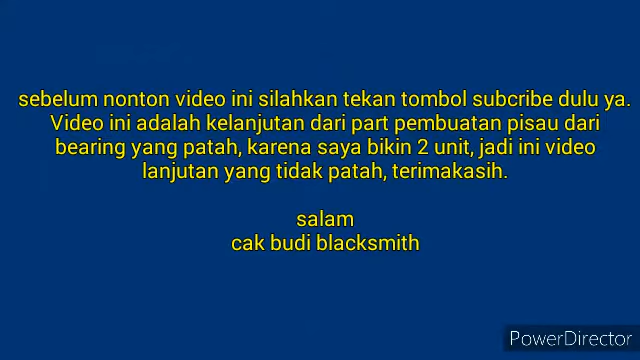 sebelum nonton video ini silahkan tekan tombol subcribe dulu ya.
Video ini adalah kelanjutan dari part pembuatan pisau dari
bearing yang patah, karena saya bikin 2 unit, jadi ini video
lanjutan yang tidak patah, terimakasih.
salam
cak budi blacksmith
PowerDirector